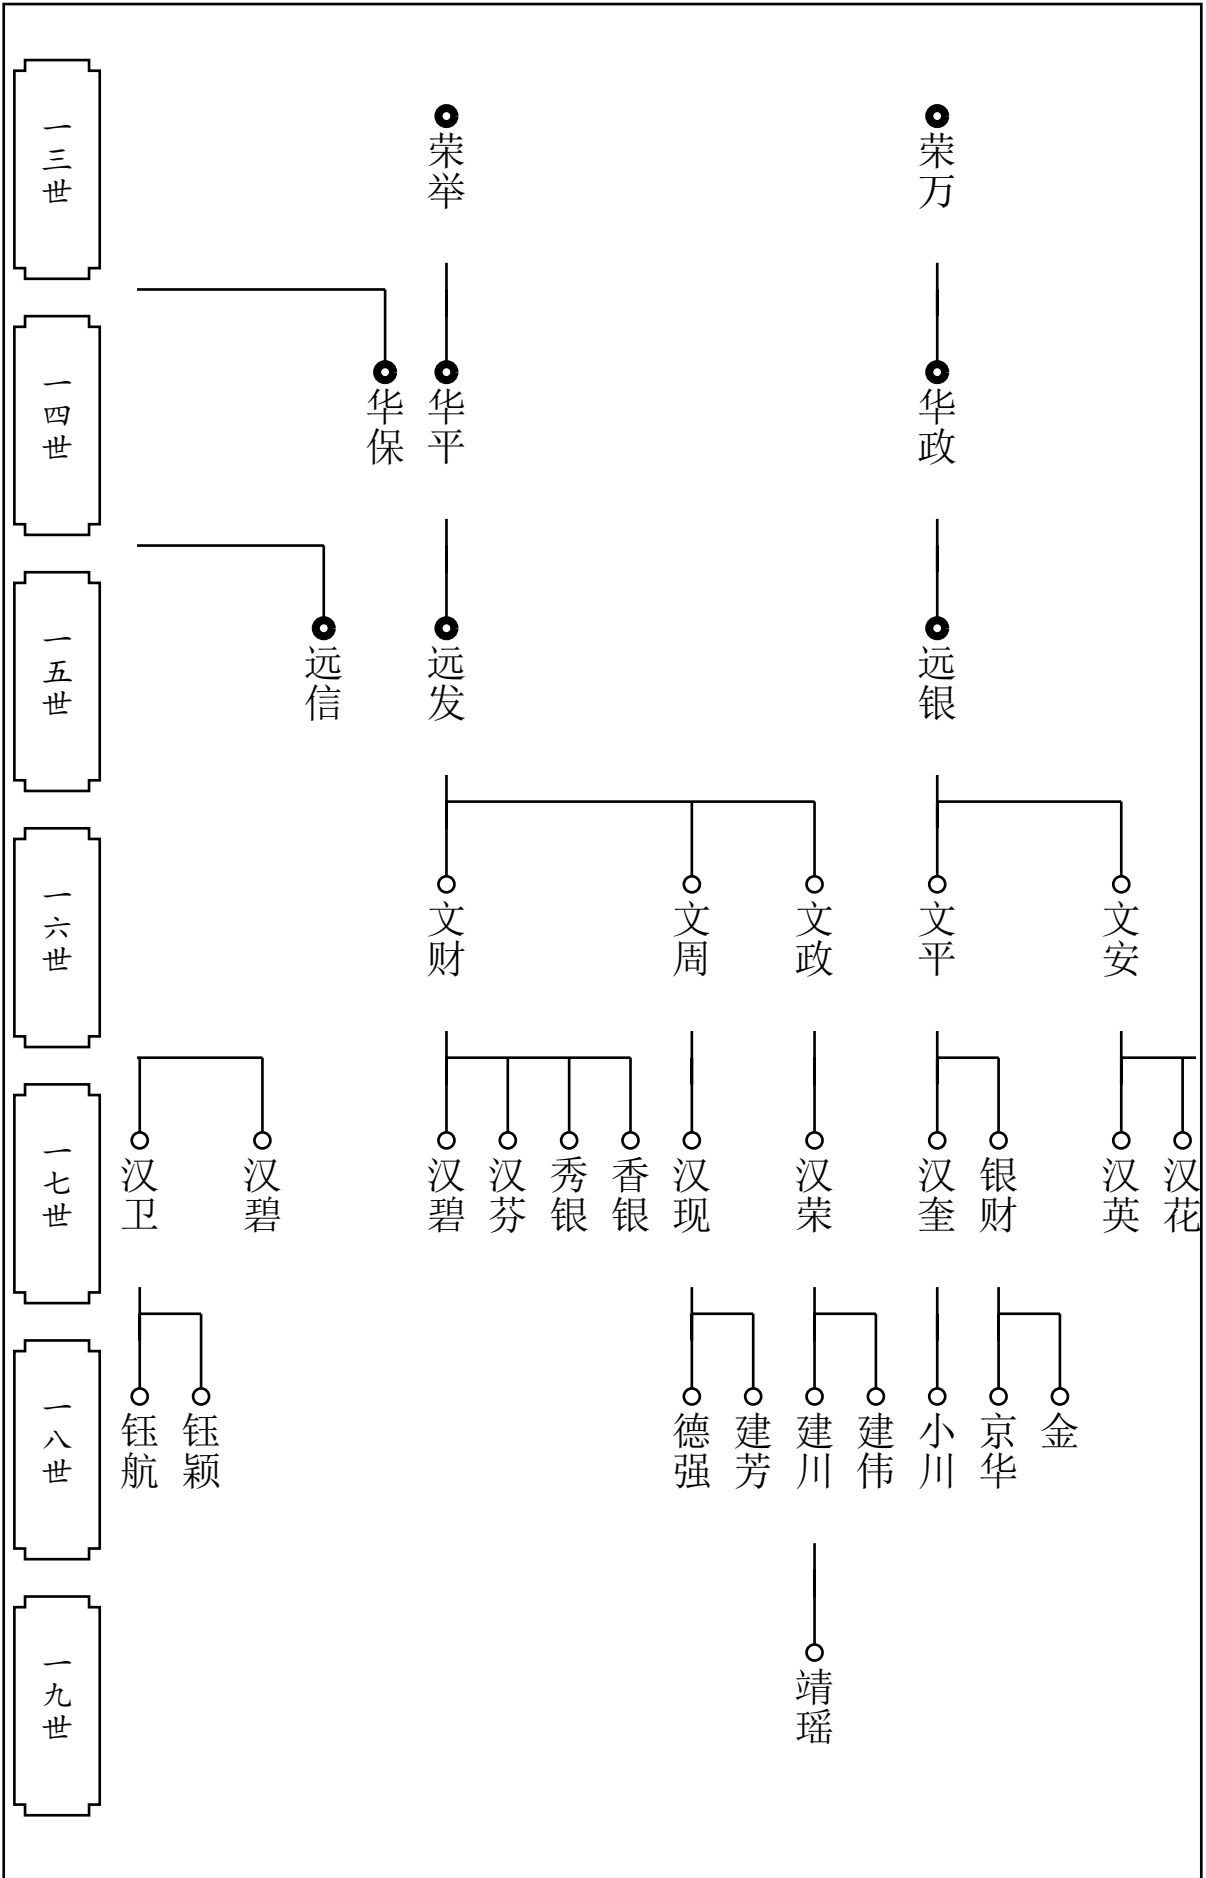 一三世
荣举
荣万
一四世
华保
华平
华政
一五世
远信
远发
远银
一六世
文财
文周
文政
文平
文安
一七世
汉卫
汉碧
汉碧
汉芬
秀银
香银
汉现
汉荣
汉奎
银财
汉英
汉花
一八世
钰航
钰颖
德强
建芳
建川
建伟
小川
京华
金
一九世
靖瑶